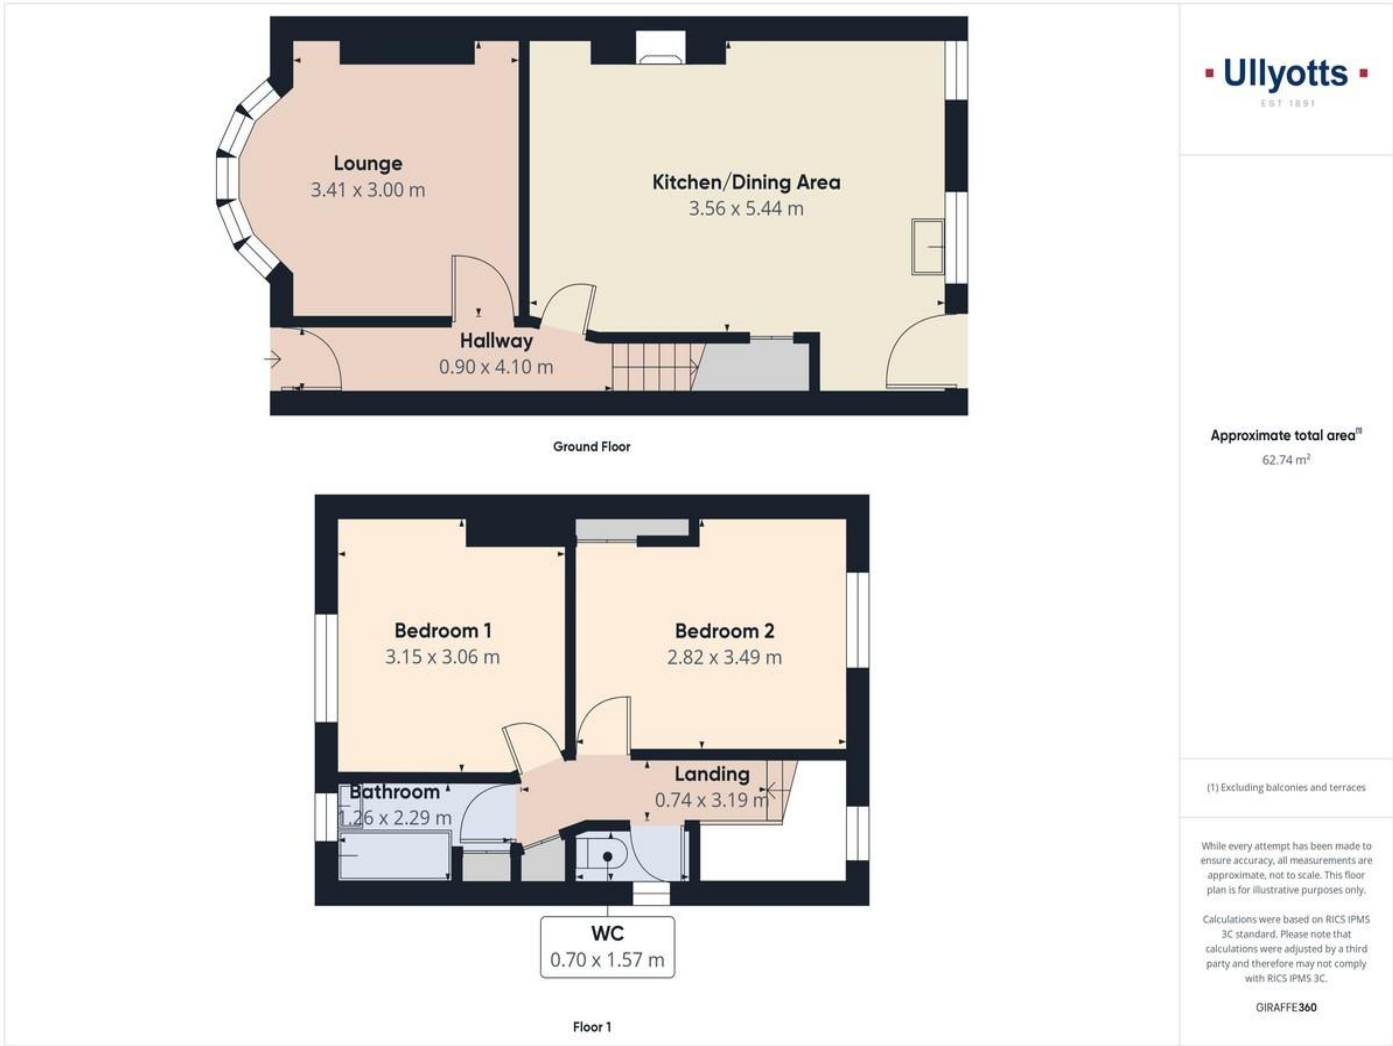 Lounge
3.41 x 3.00 m
Kitchen/Dining Area
3.56 x 5.44 m
Hallway
0.90 x 4.10 m
Ground Floor
Bedroom 1
3.15 x 3.06 m
Bedroom 2
2.82 x 3.49 m
Landing
0.74 x 3.19 m
Bathroom
1.26 x 2.29 m
WC
0.70 x 1.57 m
Floor 1
Ullyotts
EST 1891
Approximate total area(1)
62.74 m²
(1) Excluding balconies and terraces
While every attempt has been made to
ensure accuracy, all measurements are
approximate, not to scale. This floor
plan is for illustrative purposes only.
Calculations were based on RICS IPMS
3C standard. Please note that
calculations were adjusted by a third
party and therefore may not comply
with RICS IPMS 3C.
GIRAFFE360